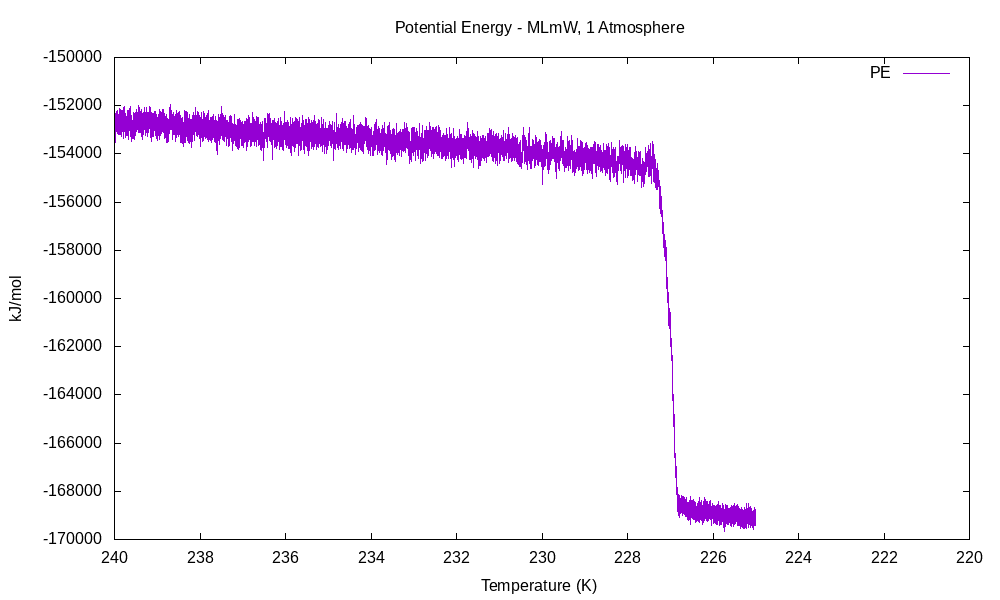 Potential Energy - MLmW, 1 Atmosphere
PE
-150000
-152000
-154000
-156000
-158000
-160000
-162000
-164000
-166000
-168000
-170000
kJ/mol
240 238 236 234 232 230 228 226 224 222 220
Temperature (K)